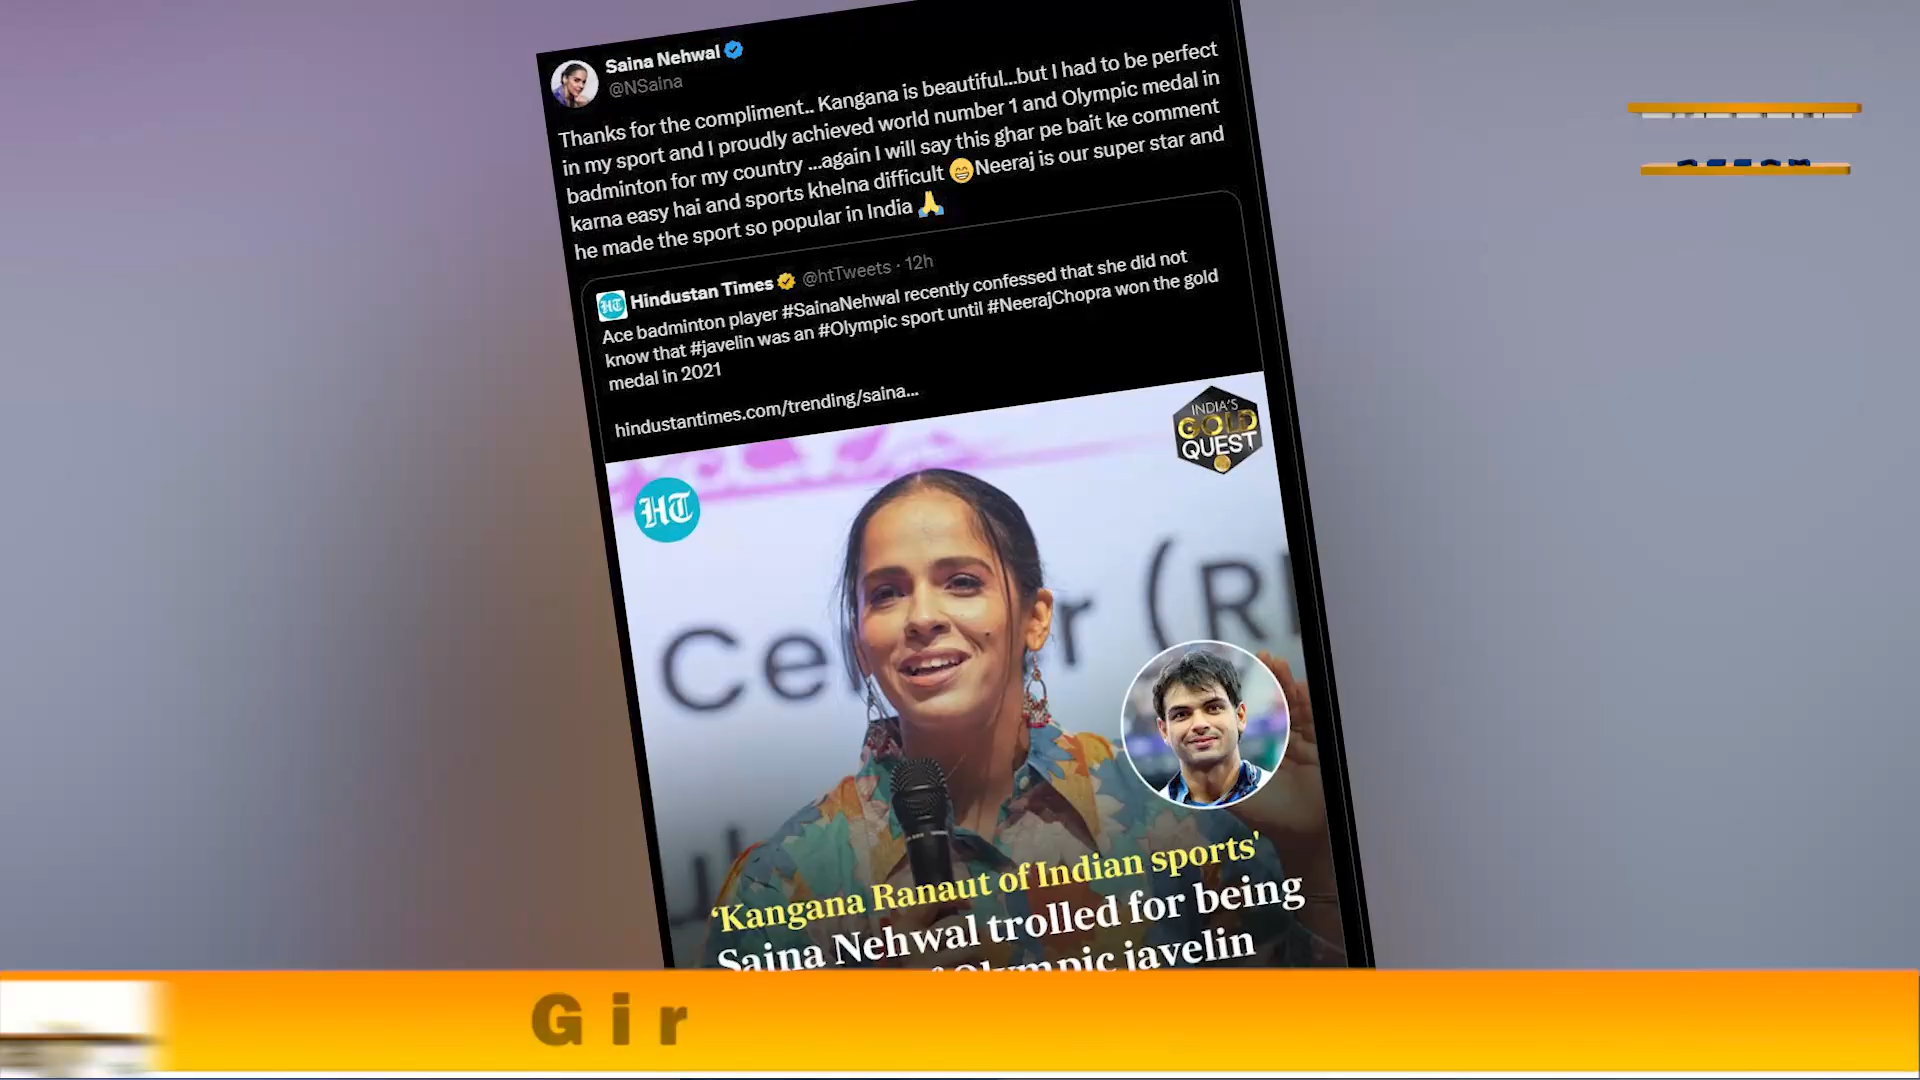 Saina Nehwal
@NSaina
Thanks for the compliment.. Kangana is beautiful...but I had to be perfect
in my sport and I proudly achieved world number 1 and Olympic medal in
badminton for my country ...again I will say this ghar pe bait ke comment
karna easy hai and sports khelna difficult 😁Neeraj is our super star and
he made the sport so popular in India 🙏
Hindustan Times @htTweets · 12h
Ace badminton player #SainaNehwal recently confessed that she did not
know that #javelin was an #Olympic sport until #NeerajChopra won the gold
medal in 2021
hindustantimes.com/trending/saina...
INDIA'S
GOLD
QUEST
HT
'Kangana Ranaut of Indian sports'
Saina Nehwal trolled for being
Olympic javelin
Gir